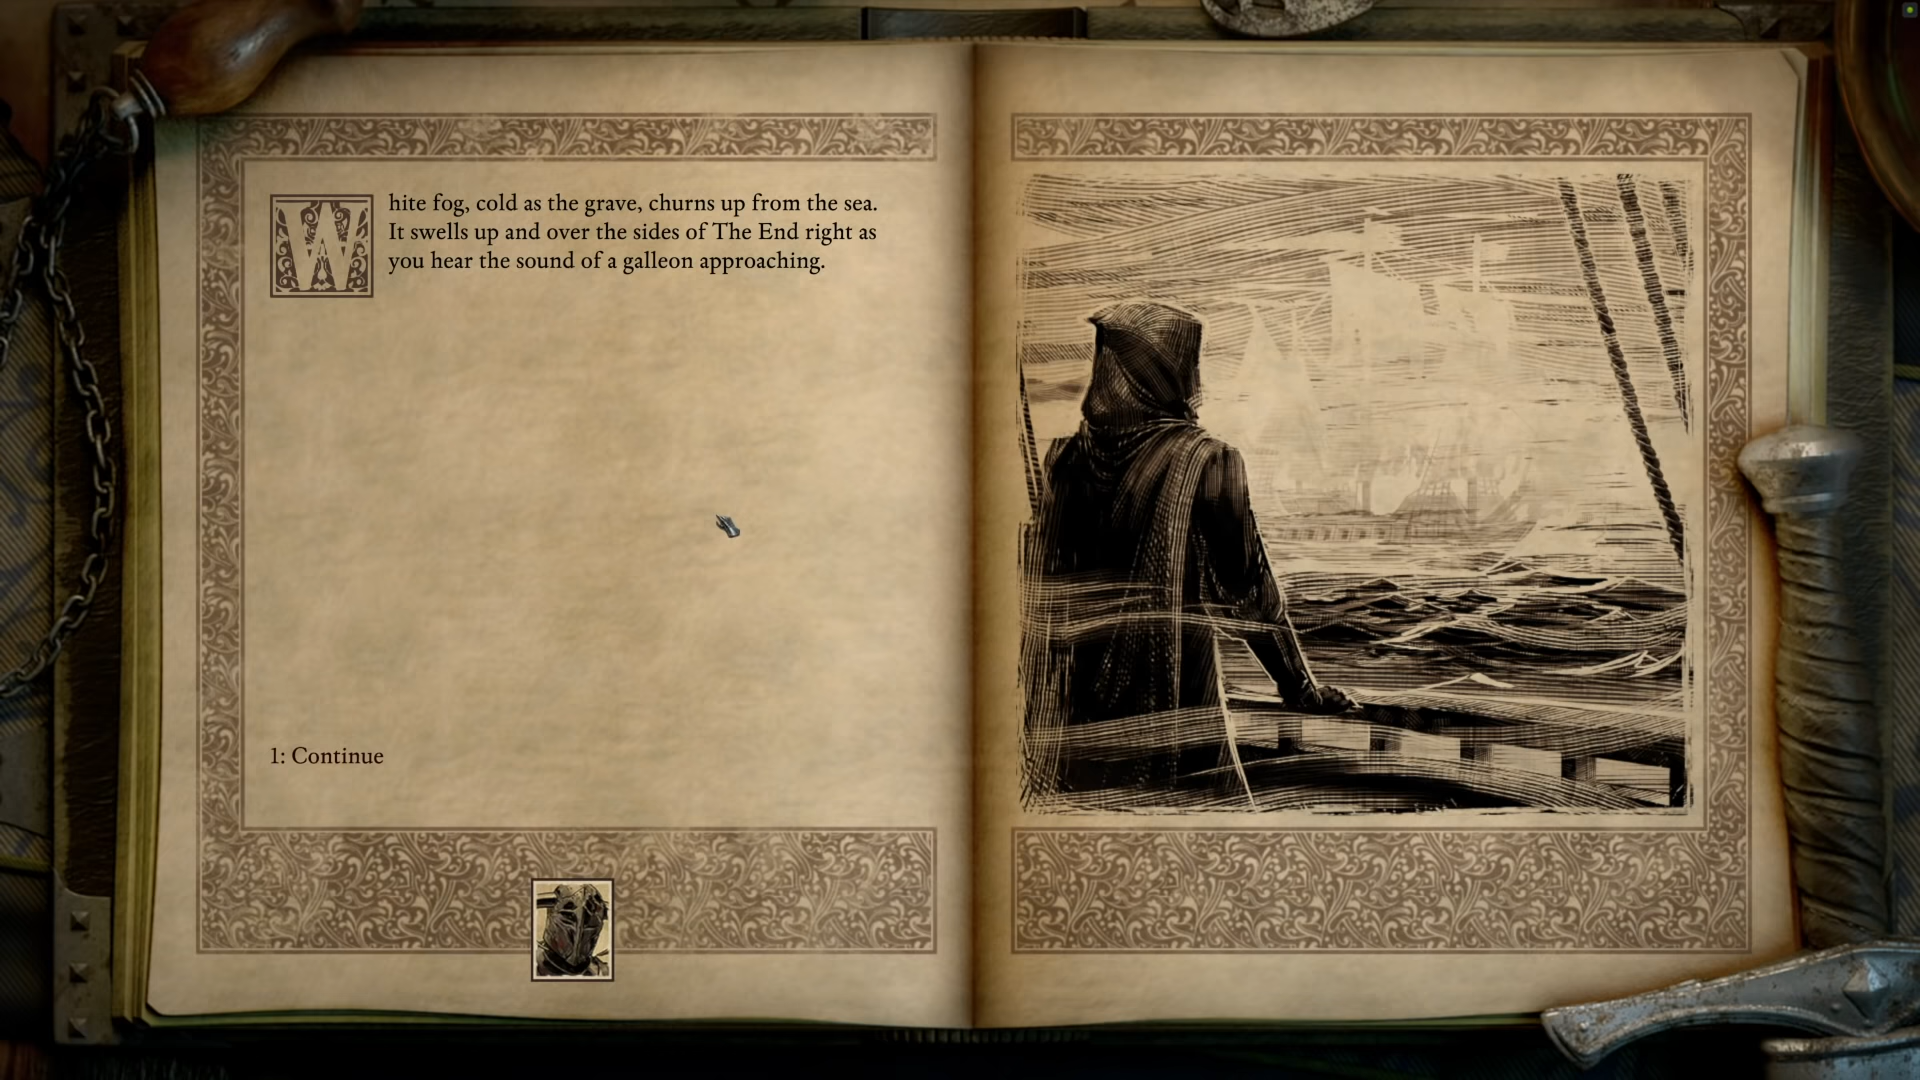 White fog, cold as the grave, churns up from the sea.
It swells up and over the sides of The End right as
you hear the sound of a galleon approaching.
1: Continue